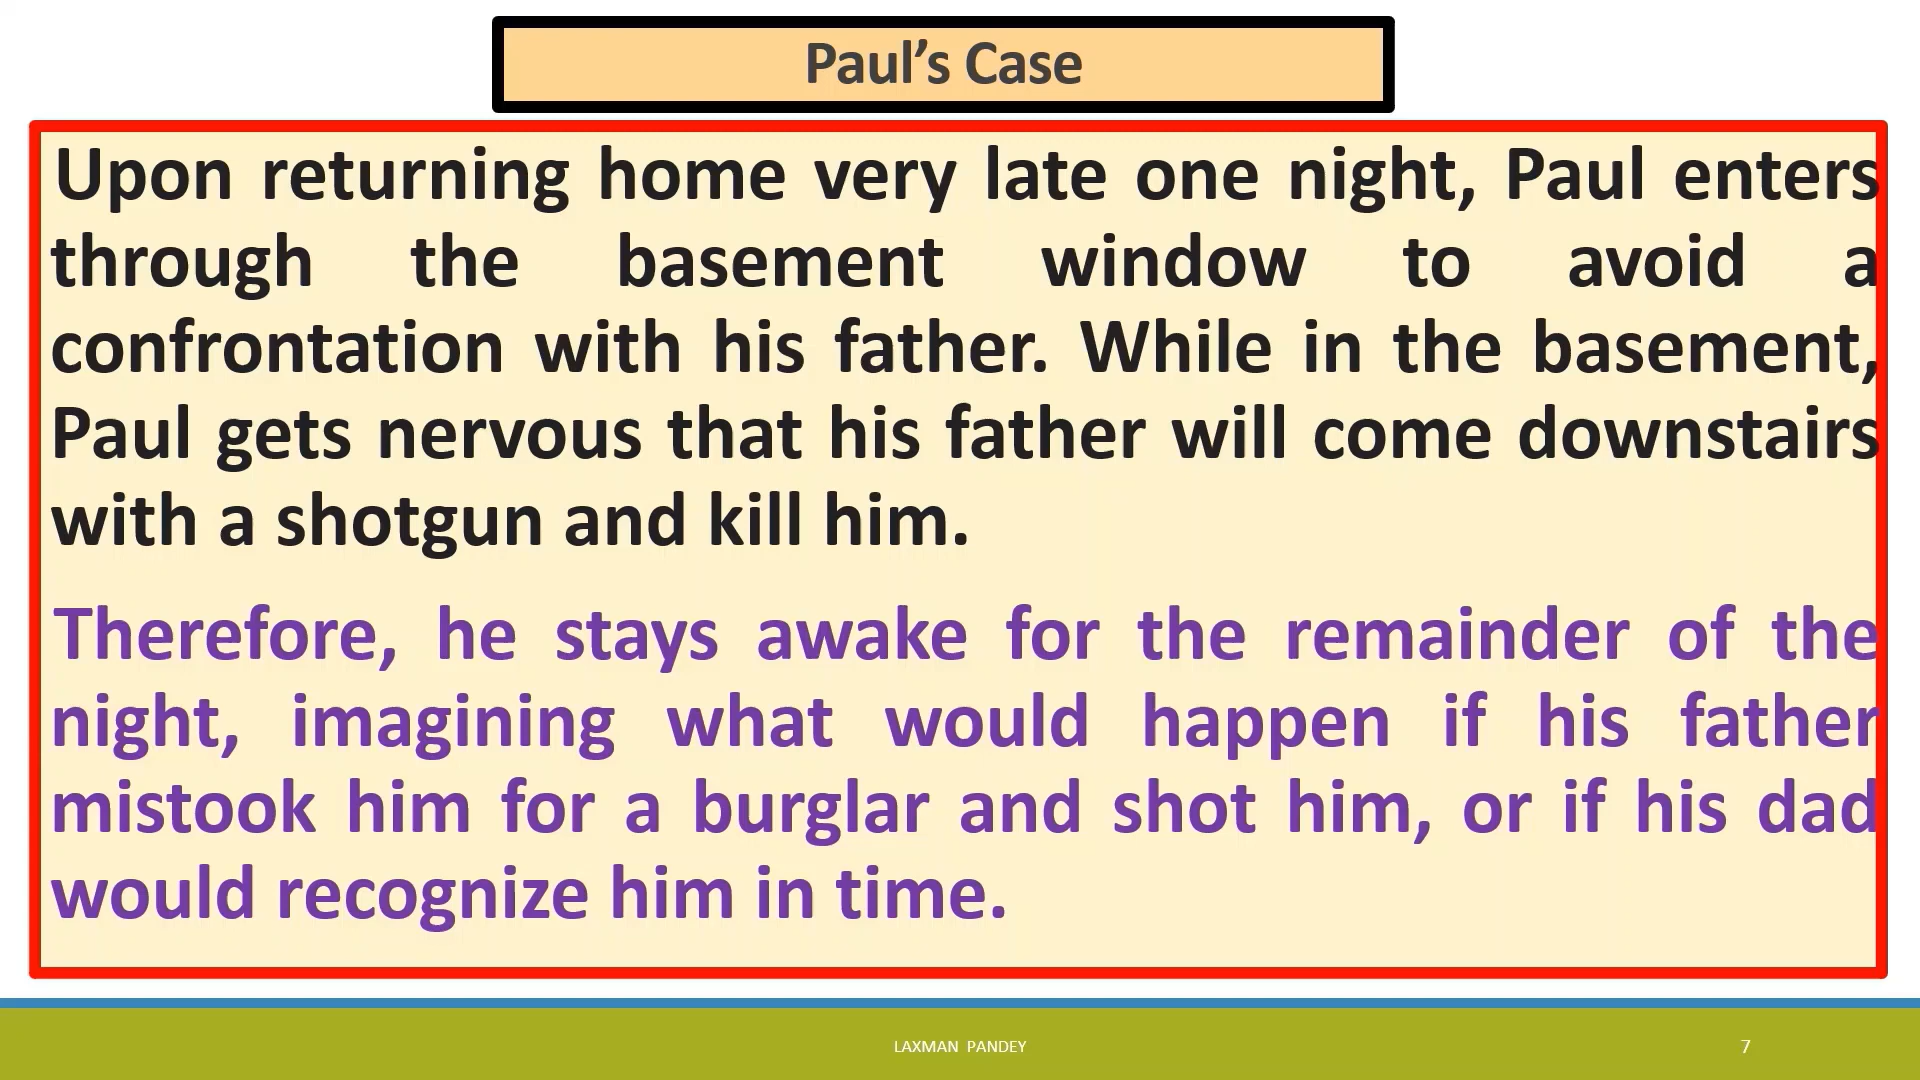 Paul’s Case
Upon returning home very late one night, Paul enters
through the basement window to avoid a
confrontation with his father. While in the basement,
Paul gets nervous that his father will come downstairs
with a shotgun and kill him.
Therefore, he stays awake for the remainder of the
night, imagining what would happen if his father
mistook him for a burglar and shot him, or if his dad
would recognize him in time.
LAXMAN PANDEY
7